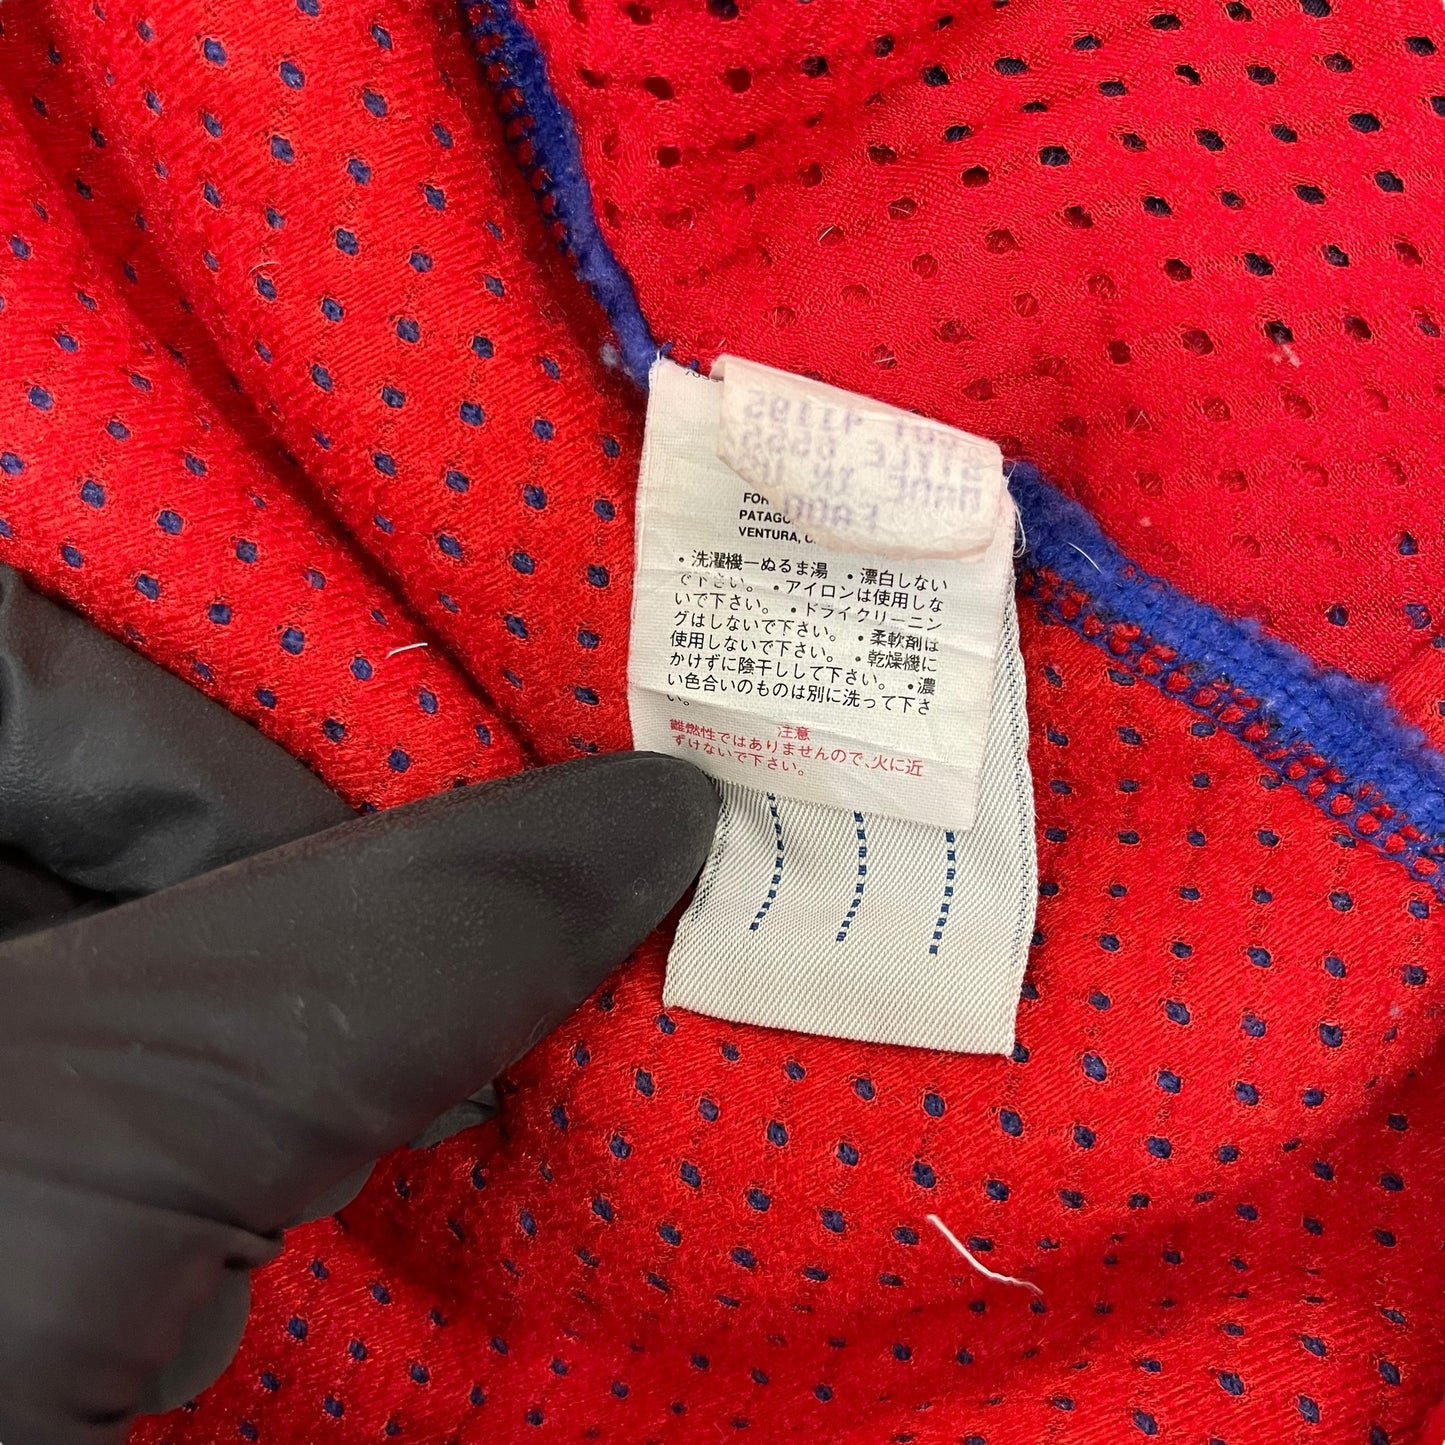 FOR
VENTURA, C
• 洗濯機―ぬるま湯 • 漂白しない
で下さい。 • アイロンは使用しな
いで下さい。 • ドライクリーニン
グはしないで下さい。 • 柔軟剤は
使用しないで下さい。 • 乾燥機に
かけずに陰干しして下さい。 • 濃
い色合いのものは別に洗って下さ
い。
注意
難燃性ではありませんので、火に近
ずけないで下さい。